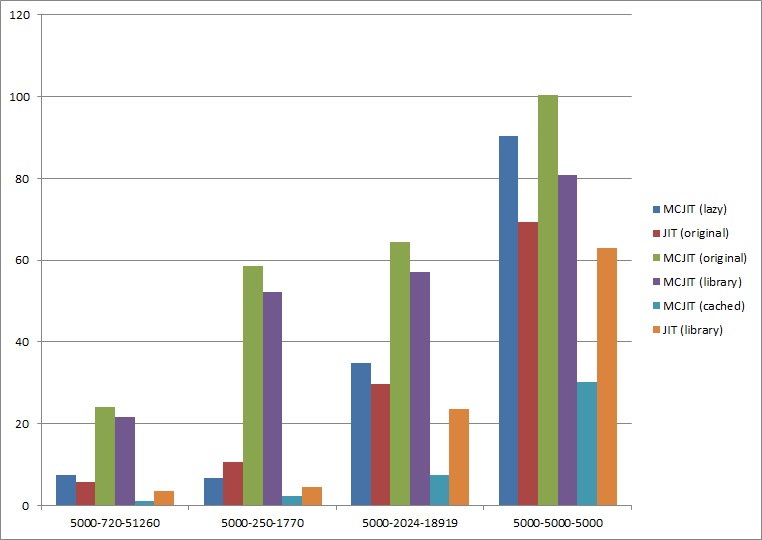 120
100
80
60
40
20
0
5000-720-51260
5000-250-1770
5000-2024-18919
5000-5000-5000
MCJIT (lazy)
JIT (original)
MCJIT (original)
MCJIT (library)
MCJIT (cached)
JIT (library)